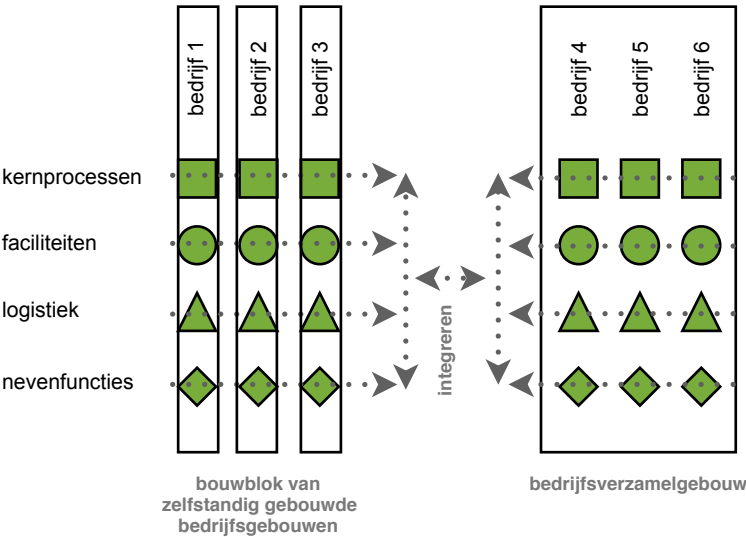 bedrijf 1
bedrijf 2
bedrijf 3
bedrijf 4
bedrijf 5
bedrijf 6
kernprocessen
faciliteiten
logistiek
nevenfuncties
integreren
bouwblok van
zelfstandig gebouwde
bedrijfsgebouwen
bedrijfsverzamelgebouw